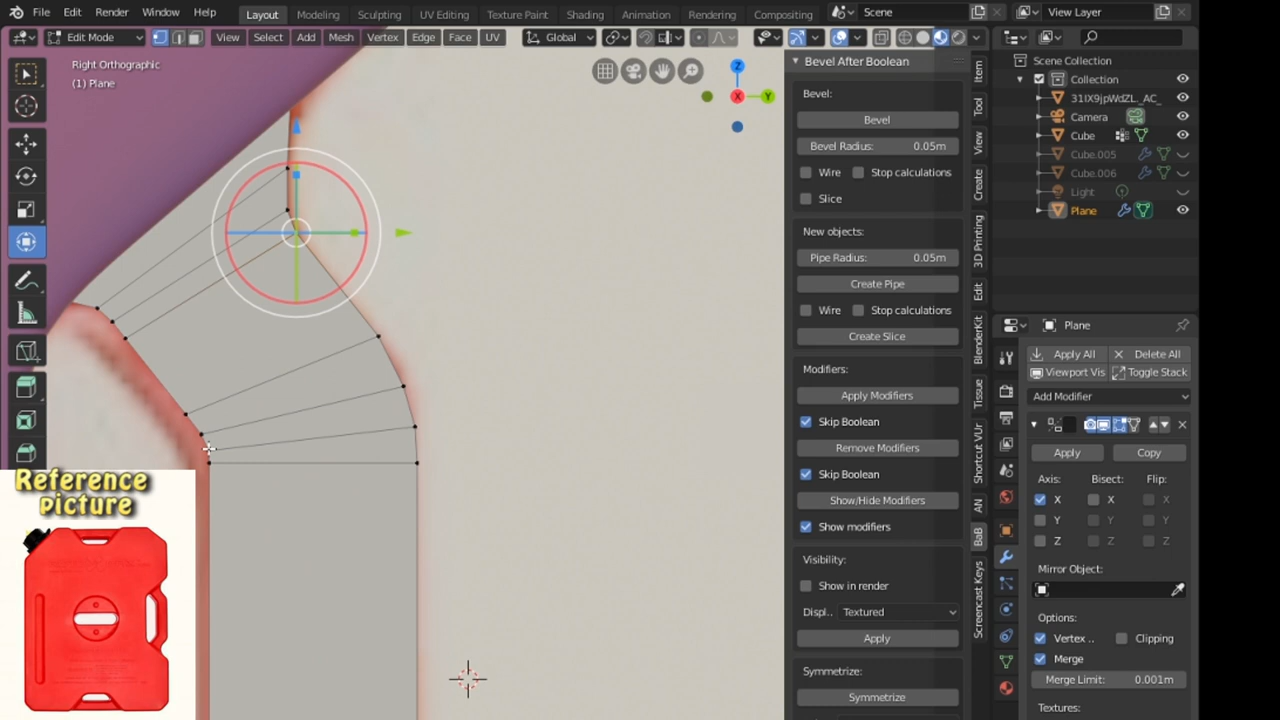 File Edit Render Window Help Layout Modeling Sculpting UV Editing Texture Paint Shading Animation Rendering Compositing Scene View Layer
Edit Mode View Select Add Mesh Vertex Edge Face UV Global
Right Orthographic
(1) Plane
Z
X
Y
Bevel After Boolean
Bevel:
Bevel
Bevel Radius: 0.05m
Wire Stop calculations
Slice
New objects:
Pipe Radius: 0.05m
Create Pipe
Wire Stop calculations
Create Slice
Modifiers:
Apply Modifiers
Skip Boolean
Remove Modifiers
Skip Boolean
Show/Hide Modifiers
Show modifiers
Visibility:
Show in render
Displ.. Textured
Apply
Symmetrize:
Symmetrize
Item
Tool
View
Create
3D Printing
Edit
BlenderKit
Tissue
Shortcut VUr
AN
BaB
Screencast Keys
Scene Collection
Collection
31IX9jpWdZL_AC_
Camera
Cube
Cube.005
Cube.006
Light
Plane
Plane
Apply All Delete All
Viewport Vis Toggle Stack
Add Modifier
Apply Copy
Axis: Bisect: Flip:
X X X
Y Y Y
Z Z Z
Mirror Object:
Options:
Vertex .. Clipping
Merge
Merge Limit: 0.001m
Textures:
Reference
picture